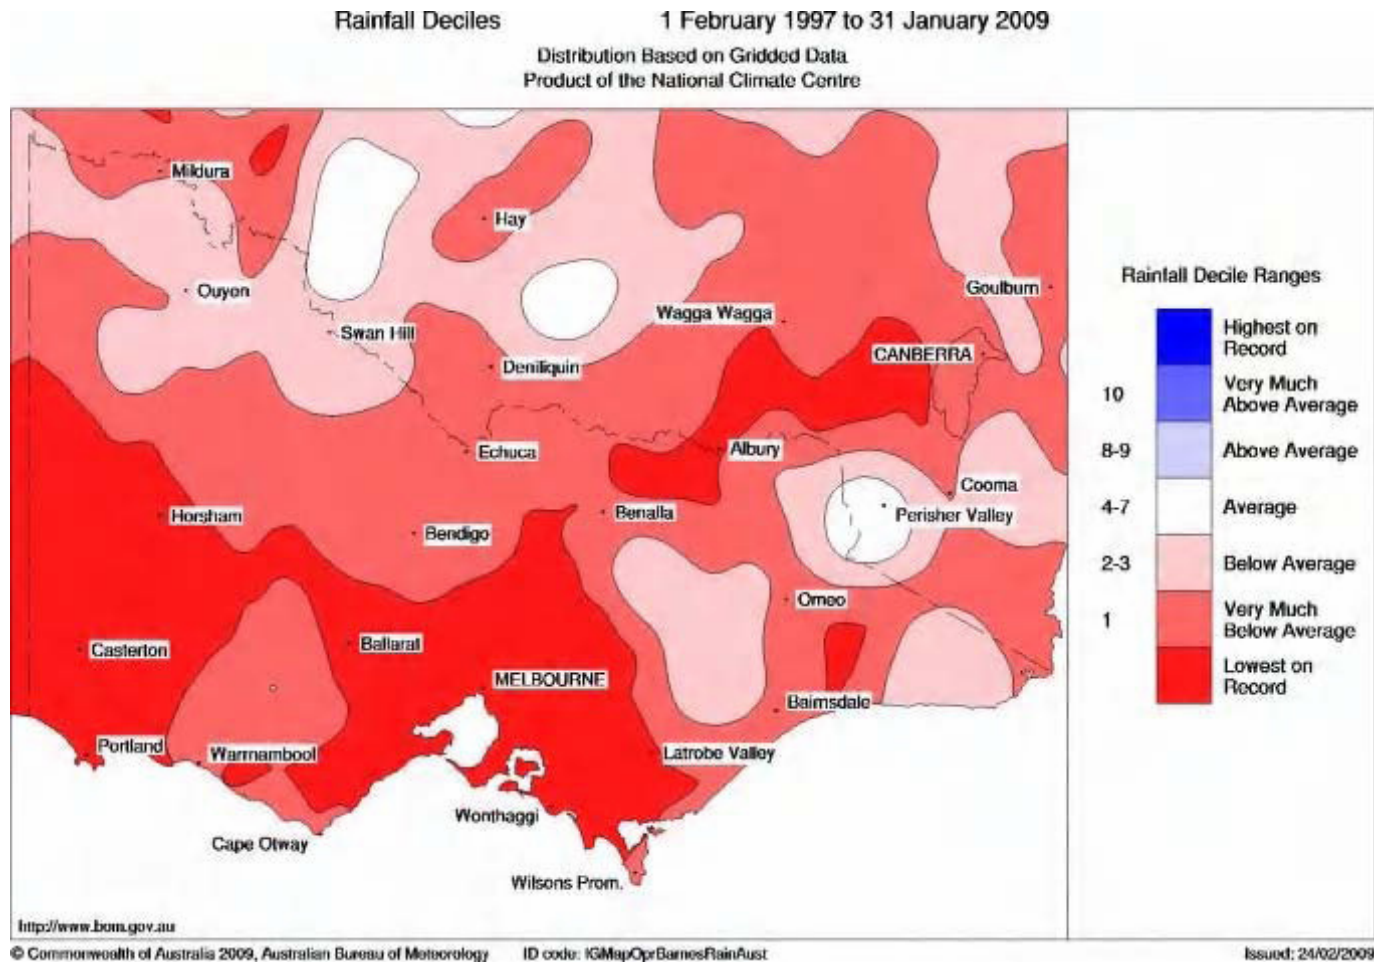 Rainfall Deciles 1 February 1997 to 31 January 2009
Distribution Based on Gridded Data
Product of the National Climate Centre
Mildura
Hay
Ouyen
Goulburn
Wagga Wagga
Swan Hill
CANBERRA
Deniliquin
Echuca
Albury
Cooma
Horsham
Benalla
Perisher Valley
Bendigo
Omeo
Casterton
Ballarat
MELBOURNE
Bairnsdale
Portland
Warrnambool
Latrobe Valley
Wonthaggi
Cape Otway
Wilsons Prom.
Rainfall Decile Ranges
Highest on
Record
10 Very Much
Above Average
8-9 Above Average
4-7 Average
2-3 Below Average
1 Very Much
Below Average
Lowest on
Record
http://www.bom.gov.au
© Commonwealth of Australia 2009, Australian Bureau of Meteorology ID code: IGMapOprBarnesRainAust Issued: 24/02/2009